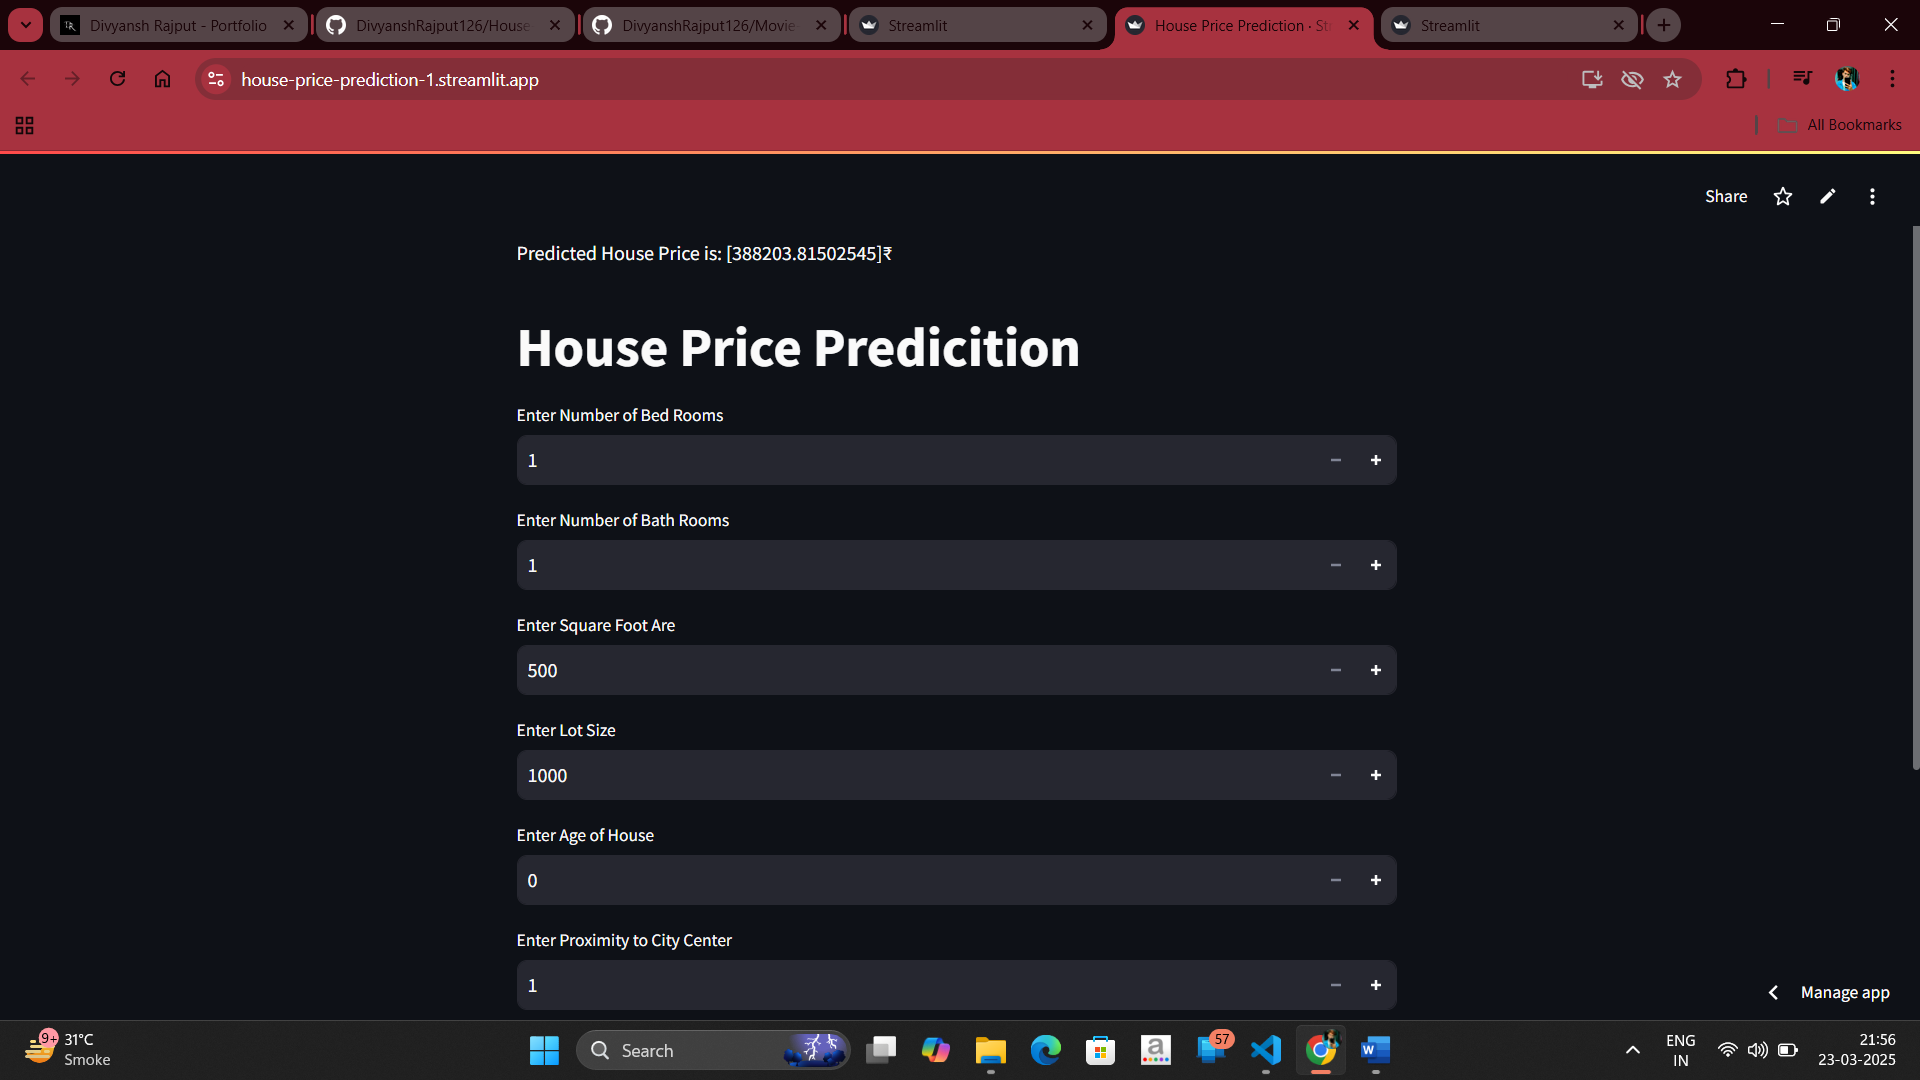 Divyansh Rajput - Portfolio
DivyanshRajput126/House
DivyanshRajput126/Movie
Streamlit
House Price Prediction · St
Streamlit
house-price-prediction-1.streamlit.app
All Bookmarks
Share
Predicted House Price is: [388203.81502545]₹
House Price Predicition
Enter Number of Bed Rooms
1
Enter Number of Bath Rooms
1
Enter Square Foot Are
500
Enter Lot Size
1000
Enter Age of House
0
Enter Proximity to City Center
1
Manage app
9+
31°C
Smoke
Search
a
57
W
ENG
IN
21:56
23-03-2025